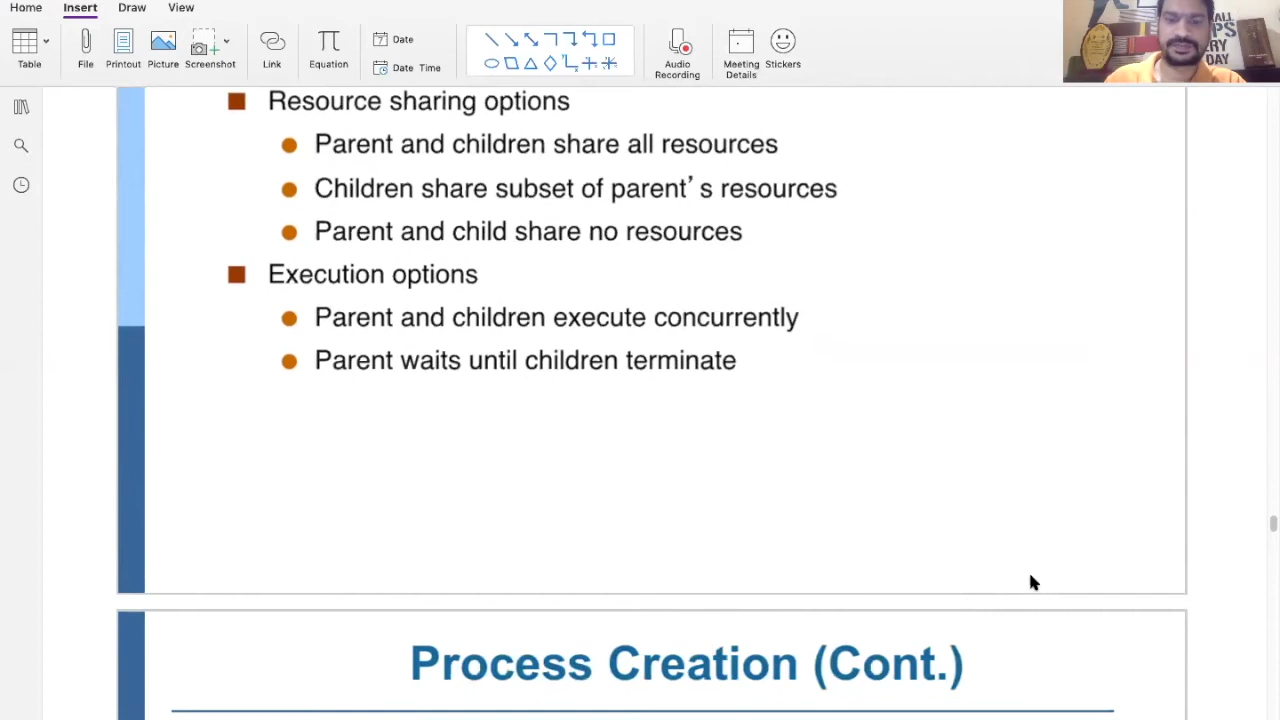 Home Insert Draw View
Table File Printout Picture Screenshot Link Equation Date Date Time Audio Recording Meeting Details Stickers
Resource sharing options
Parent and children share all resources
Children share subset of parent’s resources
Parent and child share no resources
Execution options
Parent and children execute concurrently
Parent waits until children terminate
Process Creation (Cont.)